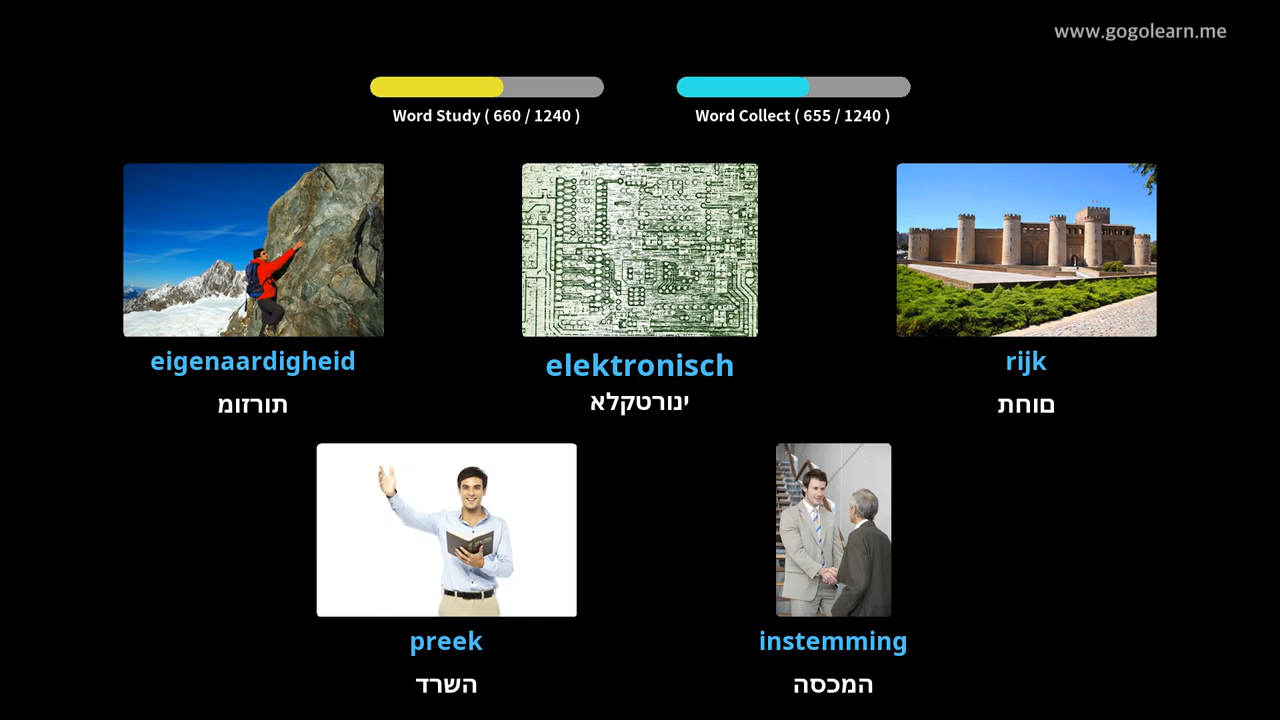 www.gogolearn.me
Word Study ( 660 / 1240 )
Word Collect ( 655 / 1240 )
eigenaardigheid
תורזומ
elektronisch
ינורטקלא
rijk
םוחת
preek
השרד
instemming
המכסה